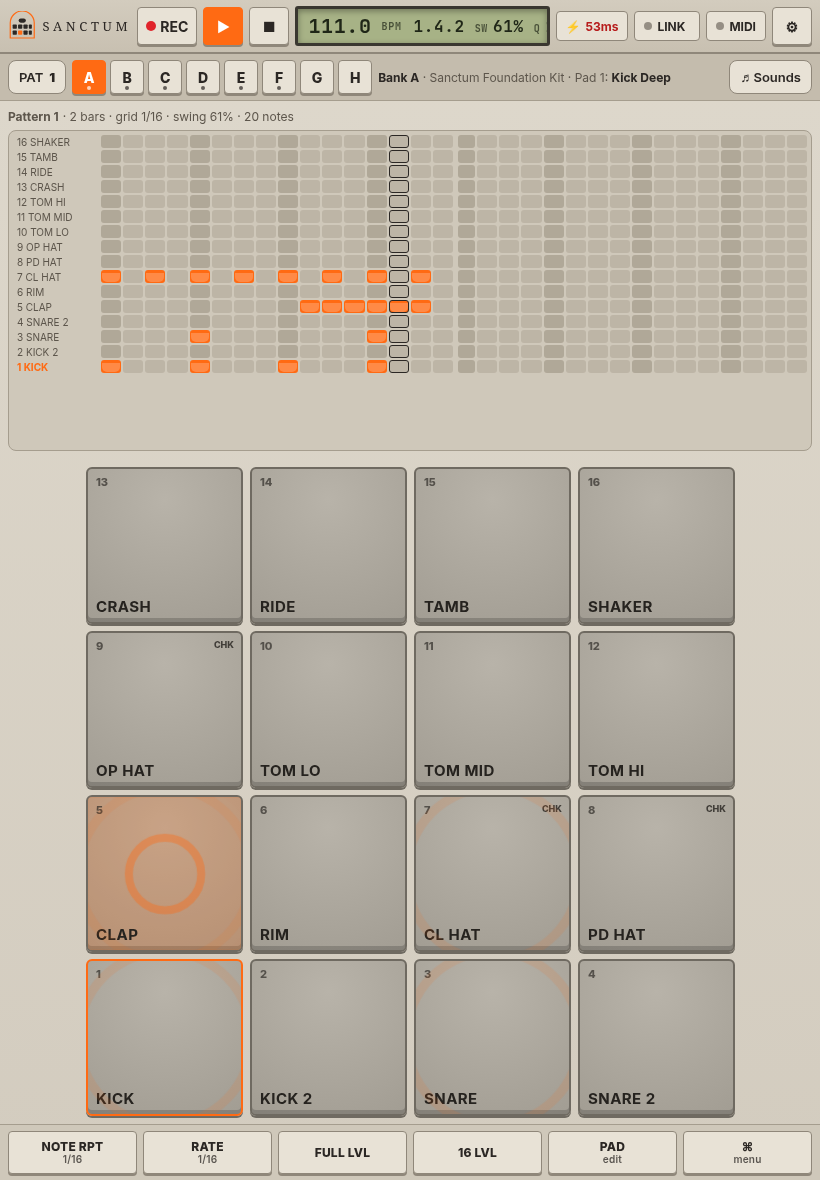 SANCTUM
REC
111.0 BPM 1.4.2 SW 61% Q
⚡ 53ms
LINK
MIDI
PAT 1
A
B
C
D
E
F
G
H
Bank A · Sanctum Foundation Kit · Pad 1: Kick Deep
♬ Sounds
Pattern 1 · 2 bars · grid 1/16 · swing 61% · 20 notes
16 SHAKER
15 TAMB
14 RIDE
13 CRASH
12 TOM HI
11 TOM MID
10 TOM LO
9 OP HAT
8 PD HAT
7 CL HAT
6 RIM
5 CLAP
4 SNARE 2
3 SNARE
2 KICK 2
1 KICK
13
CRASH
14
RIDE
15
TAMB
16
SHAKER
9 CHK
OP HAT
10
TOM LO
11
TOM MID
12
TOM HI
5
CLAP
6
RIM
7 CHK
CL HAT
8 CHK
PD HAT
1
KICK
2
KICK 2
3
SNARE
4
SNARE 2
NOTE RPT
1/16
RATE
1/16
FULL LVL
16 LVL
PAD
edit
⌘
menu